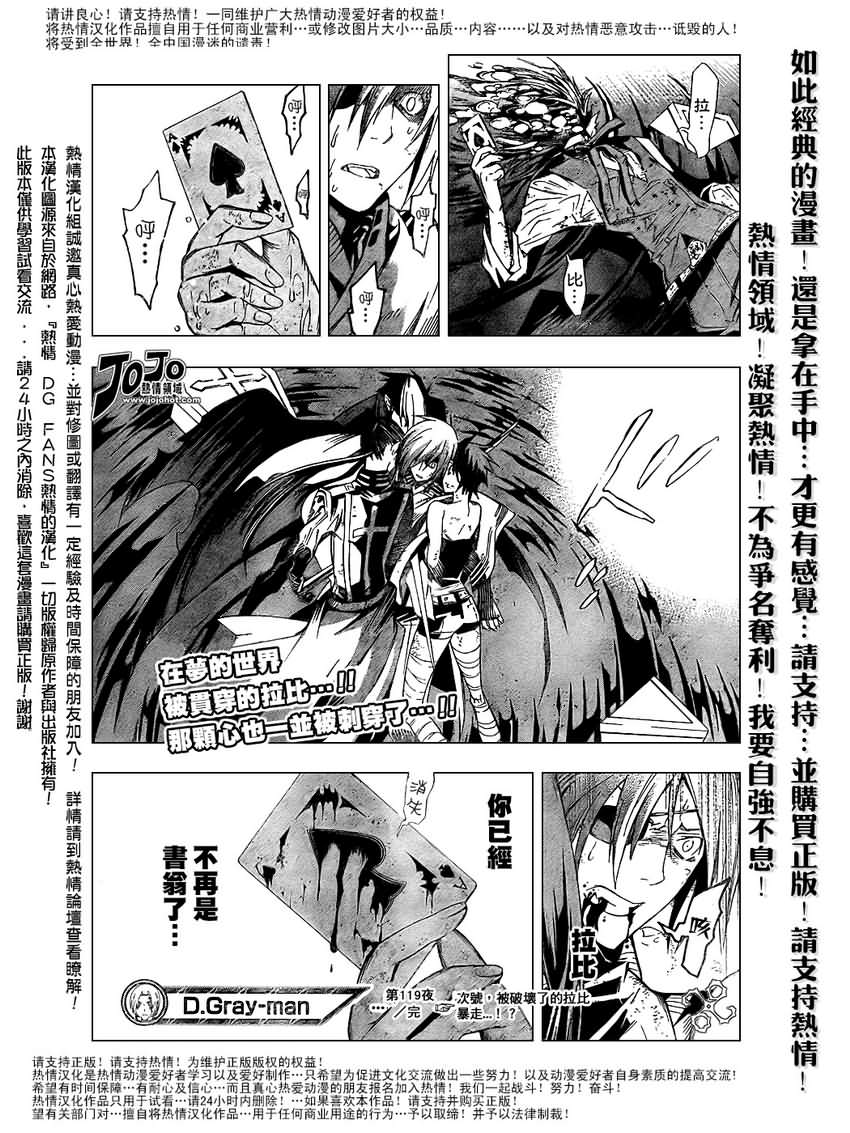 请讲良心！请支持热情！一同维护广大热情动漫爱好者的权益！
将热情汉化作品擅自用于任何商业营利…或修改图片大小…品质…内容……以及对热情恶意攻击…诋毁的人！
将受到全世界！全中国漫迷的谴责！
如此經典的漫畫！還是拿在手中…才更有感覺…請支持…並購買正版！請支持熱情！
熱情領域！凝聚熱情！不為爭名奪利！我要自強不息！
拉…
比…
呼…
呼…
呼…
呼…
JOJO
熱情領域
www.jojohot.com
ドドドド
在夢的世界
被貫穿的拉比…!!
那顆心也一並被刺穿了…!!
咳
拉比
你已經
消失
不再是
書翁了…
D.Gray-man
第119夜
…／完
次號，被破壞了的拉比
暴走…！？
熱情漢化組誠邀真心熱愛動漫…並對修圖或翻譯有一定經驗及時間保障的朋友加入！ 詳情請到熱情論壇查看瞭解！
本漢化圖源來自於網路．『熱情 DG FANS熱情的漢化』一切版權歸原作者與出版社擁有！
此版本僅供學習試看交流．．．請24小時之內消除．喜歡這套漫畫請購買正版！謝謝
请支持正版！请支持热情！为维护正版版权的权益！
热情汉化是热情动漫爱好者学习以及爱好制作…只希望为促进文化交流做出一些努力！以及动漫爱好者自身素质的提高交流！
希望有时间保障…有耐心及信心…而且真心热爱动漫的朋友报名加入热情！我们一起战斗！努力！奋斗！
热情汉化作品只用于试看…请24小时内删除！…如果喜欢本作品！请支持并购买正版！
望有关部门对…擅自将热情汉化作品…用于任何商业用途的行为…予以取缔！并予以法律制裁！